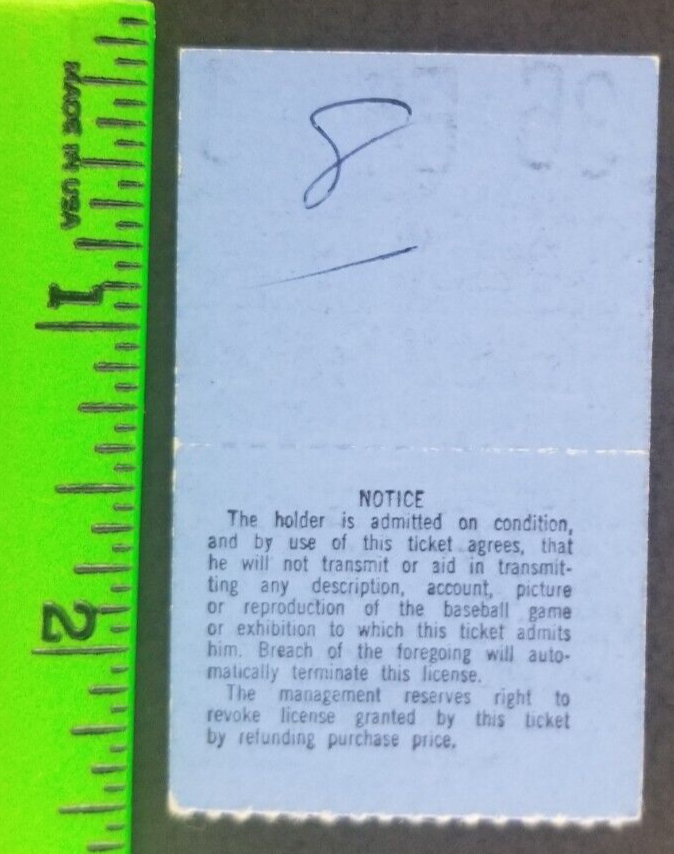 MADE IN USA
1
2
8
NOTICE
The holder is admitted on condition,
and by use of this ticket agrees, that
he will not transmit or aid in transmit-
ting any description, account, picture
or reproduction of the baseball game
or exhibition to which this ticket admits
him. Breach of the foregoing will auto-
matically terminate this license.
The management reserves right to
revoke license granted by this ticket
by refunding purchase price.